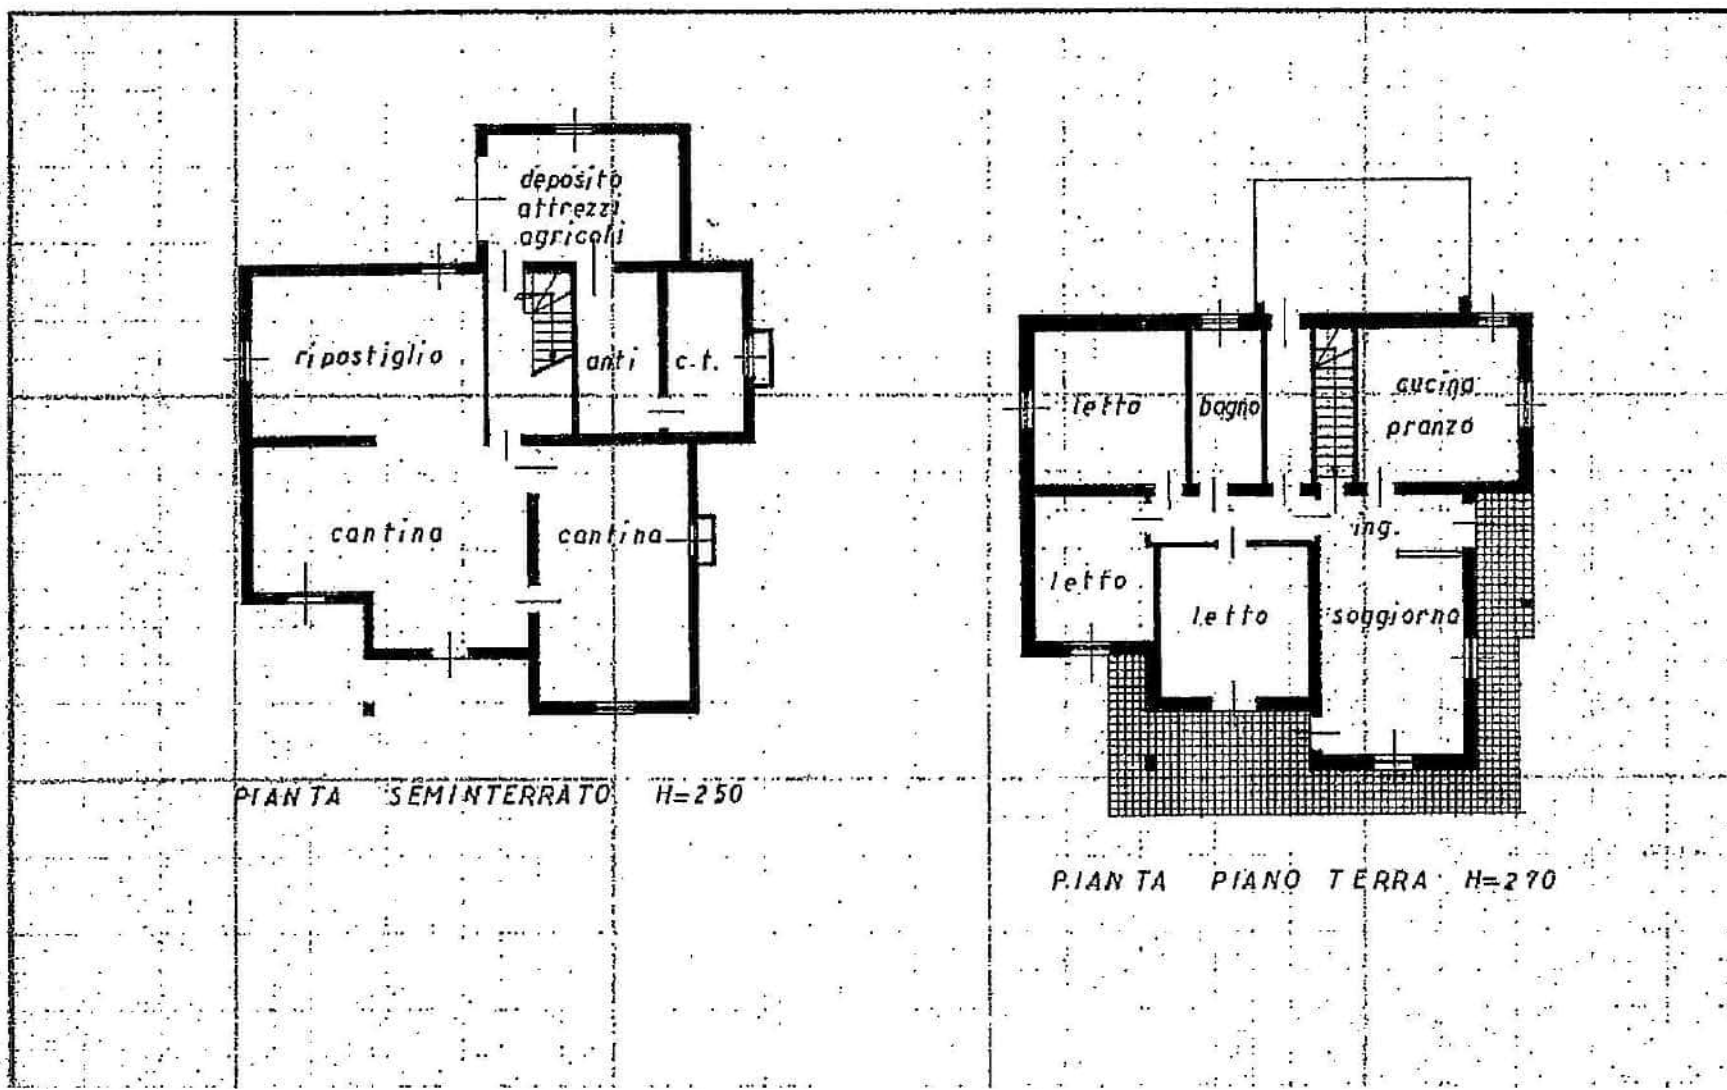 deposito
attrezzi
agricoli
ripostiglio
anti
c.t.
cantina
cantina
PIANTA SEMINTERRATO H=250
letto
bagno
cucina
pranzo
ing.
letto
letto
soggiorno
PIANTA PIANO TERRA H=270